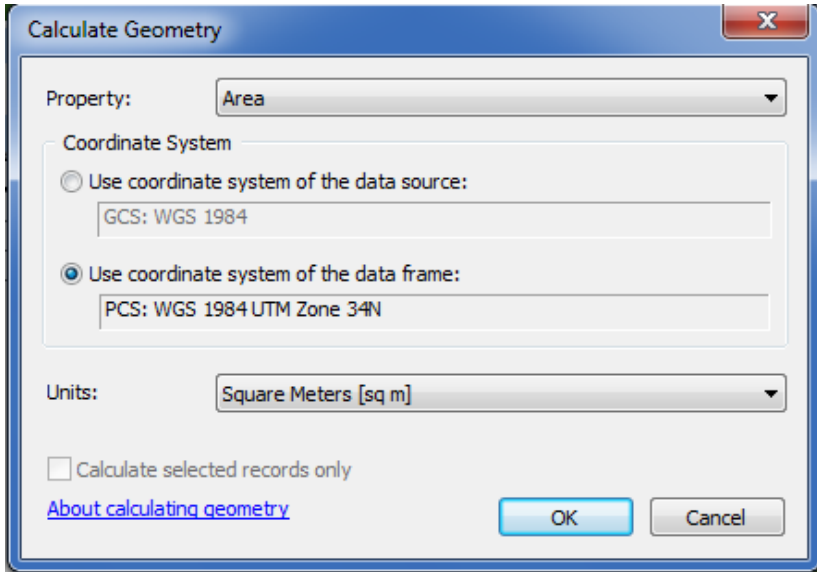 Calculate Geometry
Property: Area
Coordinate System
Use coordinate system of the data source:
GCS: WGS 1984
Use coordinate system of the data frame:
PCS: WGS 1984 UTM Zone 34N
Units: Square Meters [sq m]
Calculate selected records only
About calculating geometry
OK Cancel